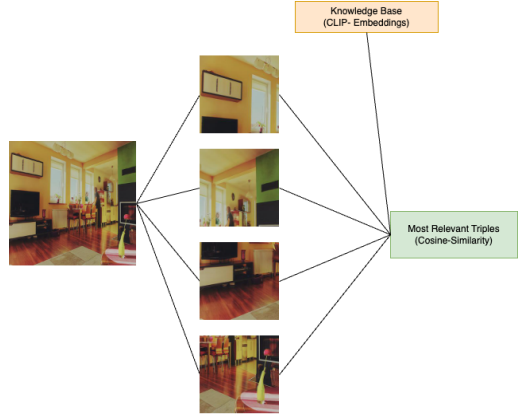 Knowledge Base
(CLIP- Embeddings)
Most Relevant Triples
(Cosine-Similarity)